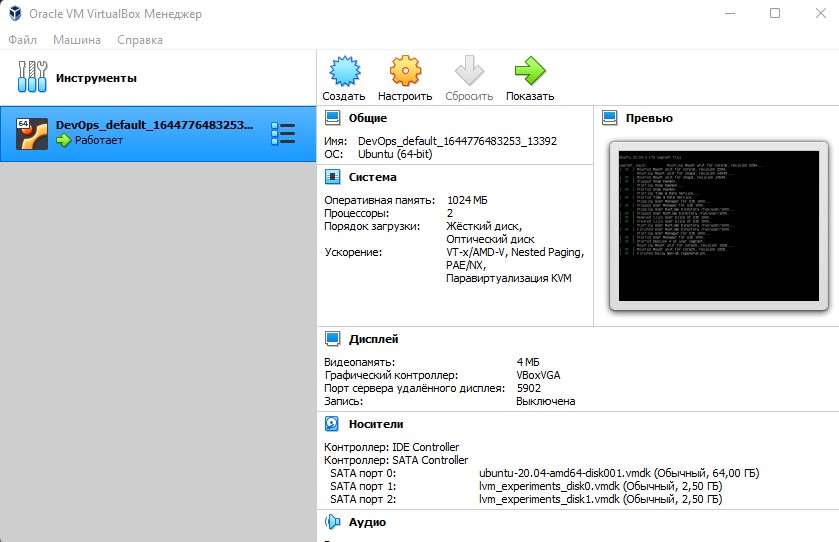 Oracle VM VirtualBox Менеджер
Файл Машина Справка
Инструменты
Создать Настроить Сбросить Показать
64
DevOps_default_1644776483253...
Работает
Общие
Имя: DevOps_default_1644776483253_13392
ОС: Ubuntu (64-bit)
Превью
Система
Оперативная память: 1024 МБ
Процессоры: 2
Порядок загрузки: Жёсткий диск,
Оптический диск
Ускорение: VT-x/AMD-V, Nested Paging,
PAE/NX,
Паравиртуализация KVM
Дисплей
Видеопамять: 4 МБ
Графический контроллер: VBoxVGA
Порт сервера удалённого дисплея: 5902
Запись: Выключена
Носители
Контроллер: IDE Controller
Контроллер: SATA Controller
SATA порт 0: ubuntu-20.04-amd64-disk001.vmdk (Обычный, 64,00 ГБ)
SATA порт 1: lvm_experiments_disk0.vmdk (Обычный, 2,50 ГБ)
SATA порт 2: lvm_experiments_disk1.vmdk (Обычный, 2,50 ГБ)
Аудио